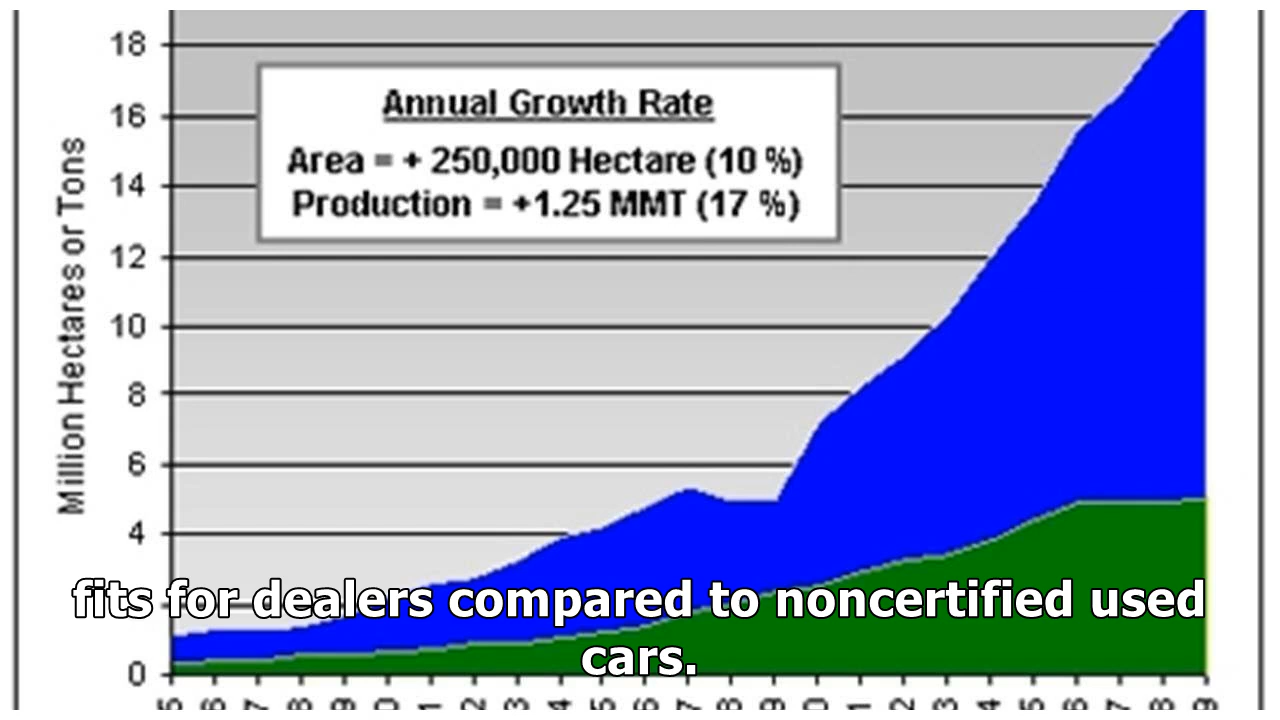 18
Annual Growth Rate
16
Area = + 250,000 Hectare (10 %)
14
Production = +1.25 MMT (17 %)
12
10
8
6
4
0
Million Hectares or Tons
fits for dealers compared to noncertified used
cars.